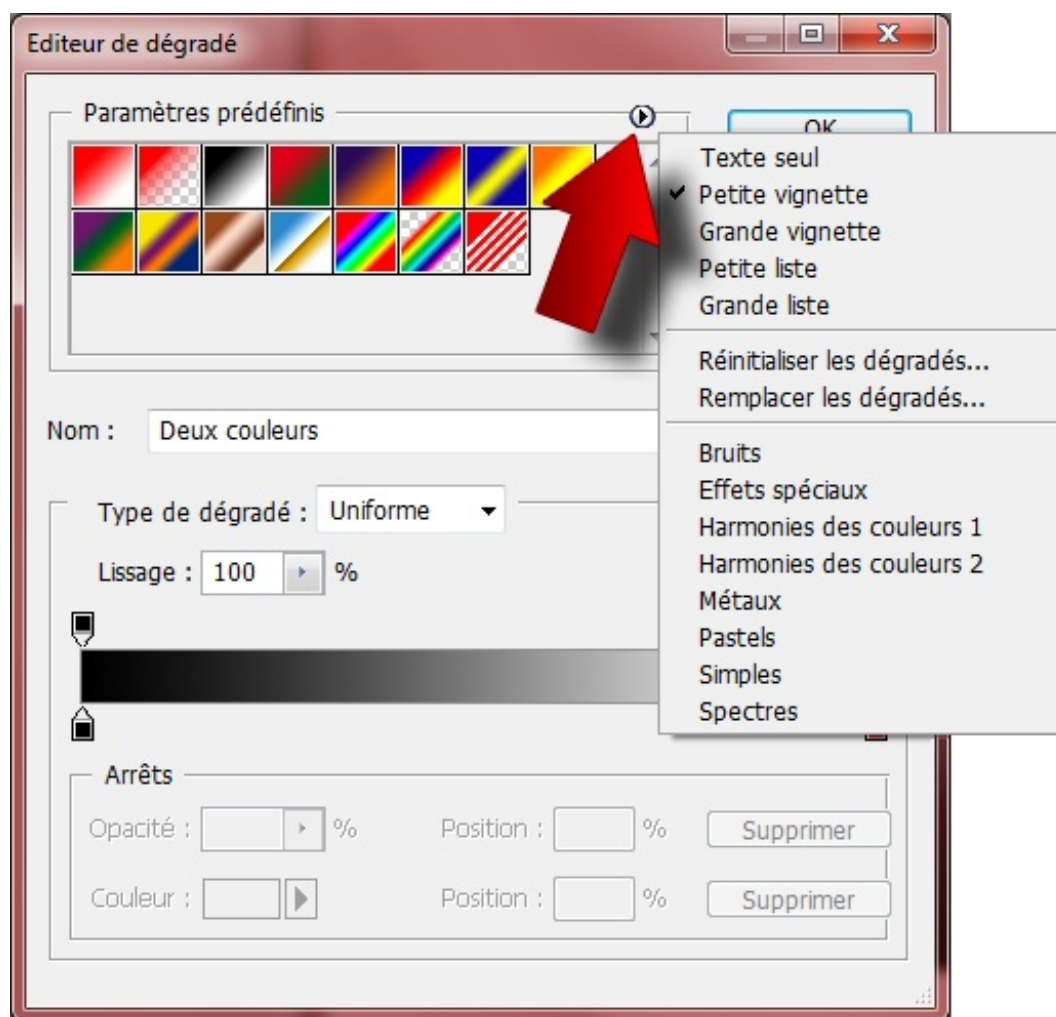 Editeur de dégradé
Paramètres prédéfinis
OK
Texte seul
Petite vignette
Grande vignette
Petite liste
Grande liste
Réinitialiser les dégradés...
Remplacer les dégradés...
Bruits
Effets spéciaux
Harmonies des couleurs 1
Harmonies des couleurs 2
Métaux
Pastels
Simples
Spectres
Nom : Deux couleurs
Type de dégradé : Uniforme
Lissage : 100 %
Arrêts
Opacité : % Position : % Supprimer
Couleur : Position : % Supprimer